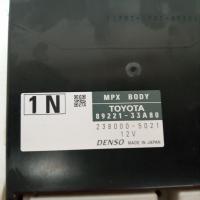 1N
MPX BODY
TOYOTA
89221-33A80
238000-5021
12V
DENSO MADE IN JAPAN